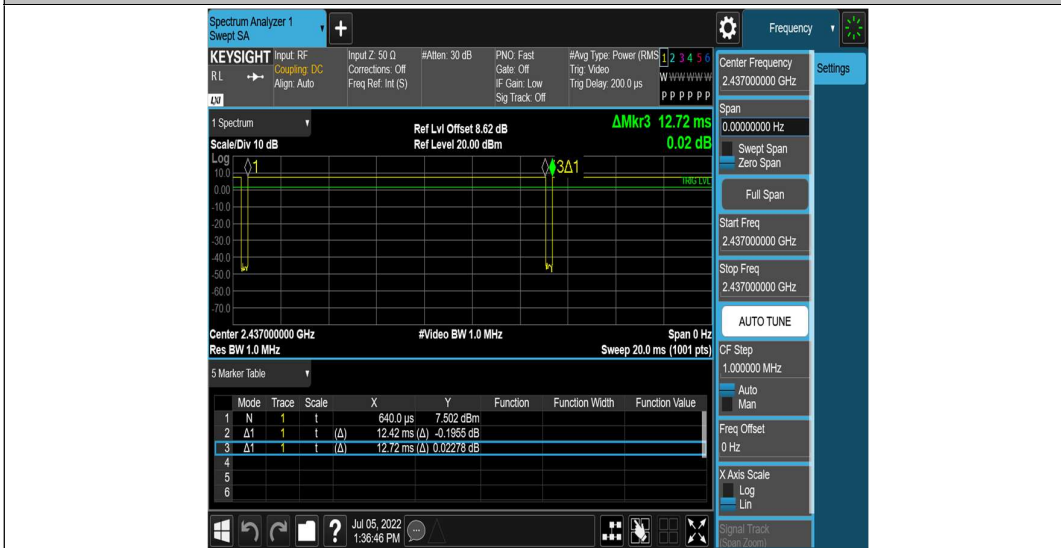 Spectrum Analyzer 1
Swept SA
+
Frequency
KEYSIGHT Input: RF Input Z: 50 Ω #Atten: 30 dB PNO: Fast #Avg Type: Power (RMS 1 2 3 4 5 6
RL Coupling: DC Corrections: Off Gate: Off Trig: Video W W W W W W
Align: Auto Freq Ref: Int (S) IF Gain: Low Trig Delay: 200.0 µs
LXI Sig Track: Off P P P P P P
1 Spectrum Ref Lvl Offset 8.62 dB ΔMkr3 12.72 ms
Scale/Div 10 dB Ref Level 20.00 dBm 0.02 dB
Log
1
3Δ1
10.0
TRIG LVL
0.00
-10.0
-20.0
-30.0
-40.0
-50.0
-60.0
-70.0
Center 2.437000000 GHz #Video BW 1.0 MHz Span 0 Hz
Res BW 1.0 MHz Sweep 20.0 ms (1001 pts)
5 Marker Table
Mode Trace Scale X Y Function Function Width Function Value
1 N 1 t 640.0 µs 7.502 dBm
2 Δ1 1 t (Δ) 12.42 ms (Δ) -0.1955 dB
3 Δ1 1 t (Δ) 12.72 ms (Δ) 0.02278 dB
4
5
6
? Jul 05, 2022
1:36:46 PM
Center Frequency
2.437000000 GHz
Settings
Span
0.00000000 Hz
Swept Span
Zero Span
Full Span
Start Freq
2.437000000 GHz
Stop Freq
2.437000000 GHz
AUTO TUNE
CF Step
1.000000 MHz
Auto
Man
Freq Offset
0 Hz
X Axis Scale
Log
Lin
Signal Track
(Span Zoom)